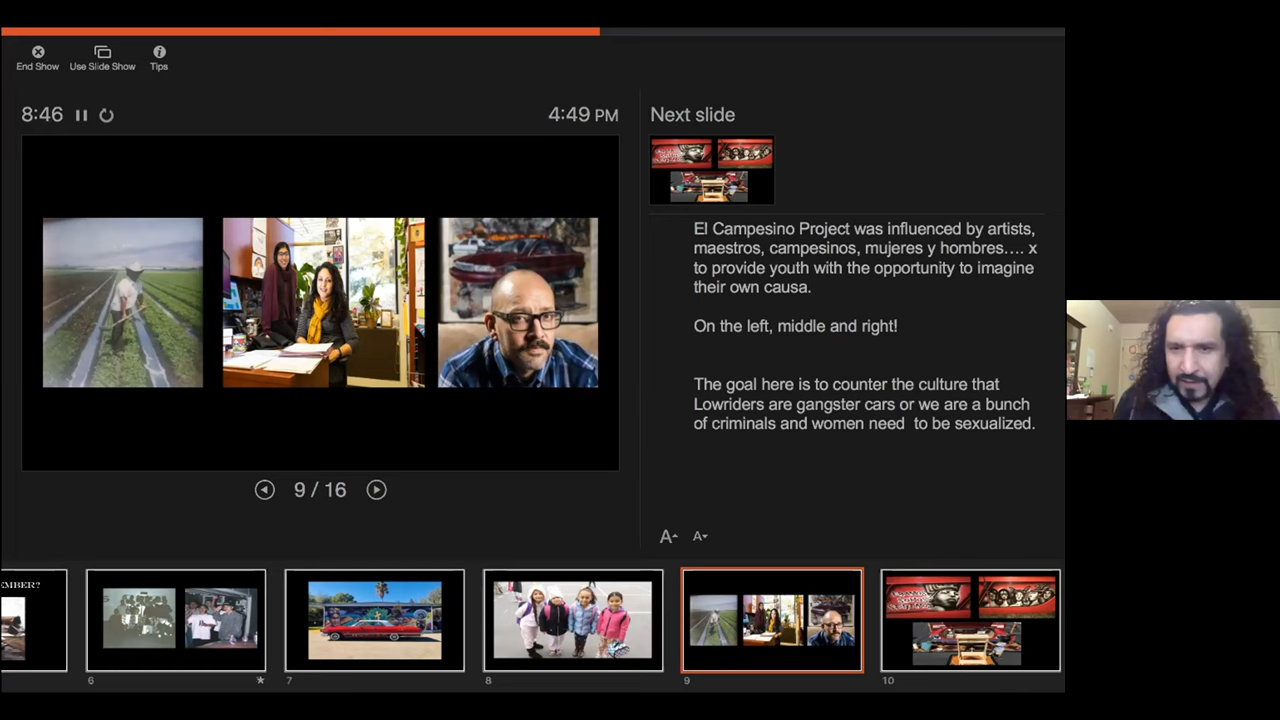 End Show
Use Slide Show
Tips
8:46
4:49 PM
Next slide
El Campesino Project was influenced by artists,
maestros, campesinos, mujeres y hombres…. x
to provide youth with the opportunity to imagine
their own causa.
On the left, middle and right!
The goal here is to counter the culture that
Lowriders are gangster cars or we are a bunch
of criminals and women need  to be sexualized.
9 / 16
A
A
EMBER?
6
7
8
9
10